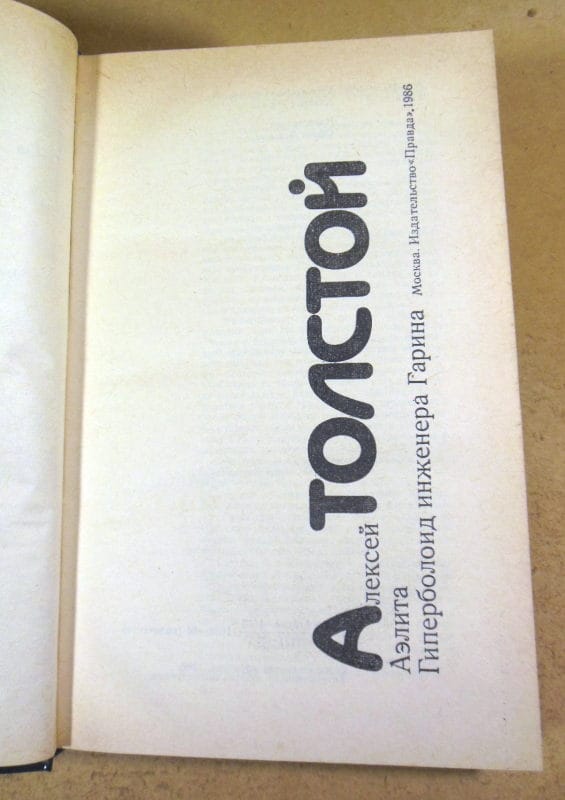 Алексей
ТОЛСТОЙ
Аэлита
Гиперболоид инженера Гарина
Москва. Издательство «Правда», 1986